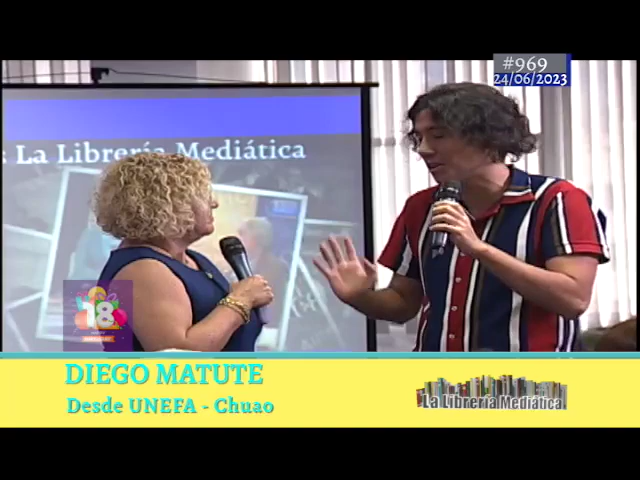 #969
24/06/2023
: La Librería Mediática
18
DIEGO MATUTE
Desde UNEFA - Chuao
La Librería Mediática